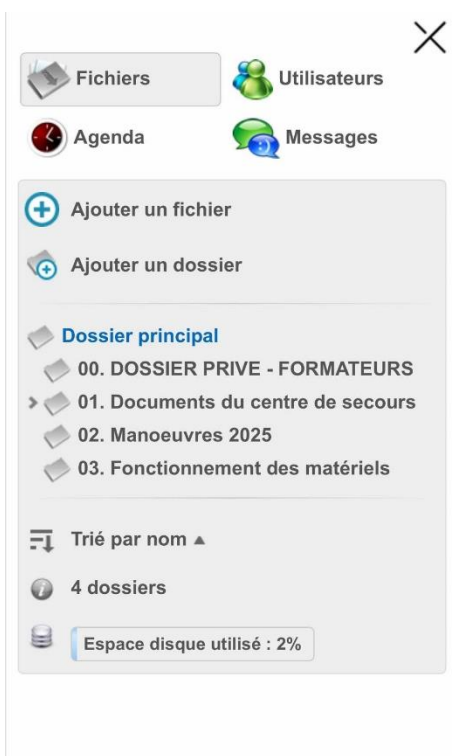 Fichiers
Utilisateurs
Agenda
Messages
Ajouter un fichier
Ajouter un dossier
Dossier principal
00. DOSSIER PRIVE - FORMATEURS
01. Documents du centre de secours
02. Manoeuvres 2025
03. Fonctionnement des matériels
Trié par nom
4 dossiers
Espace disque utilisé : 2%